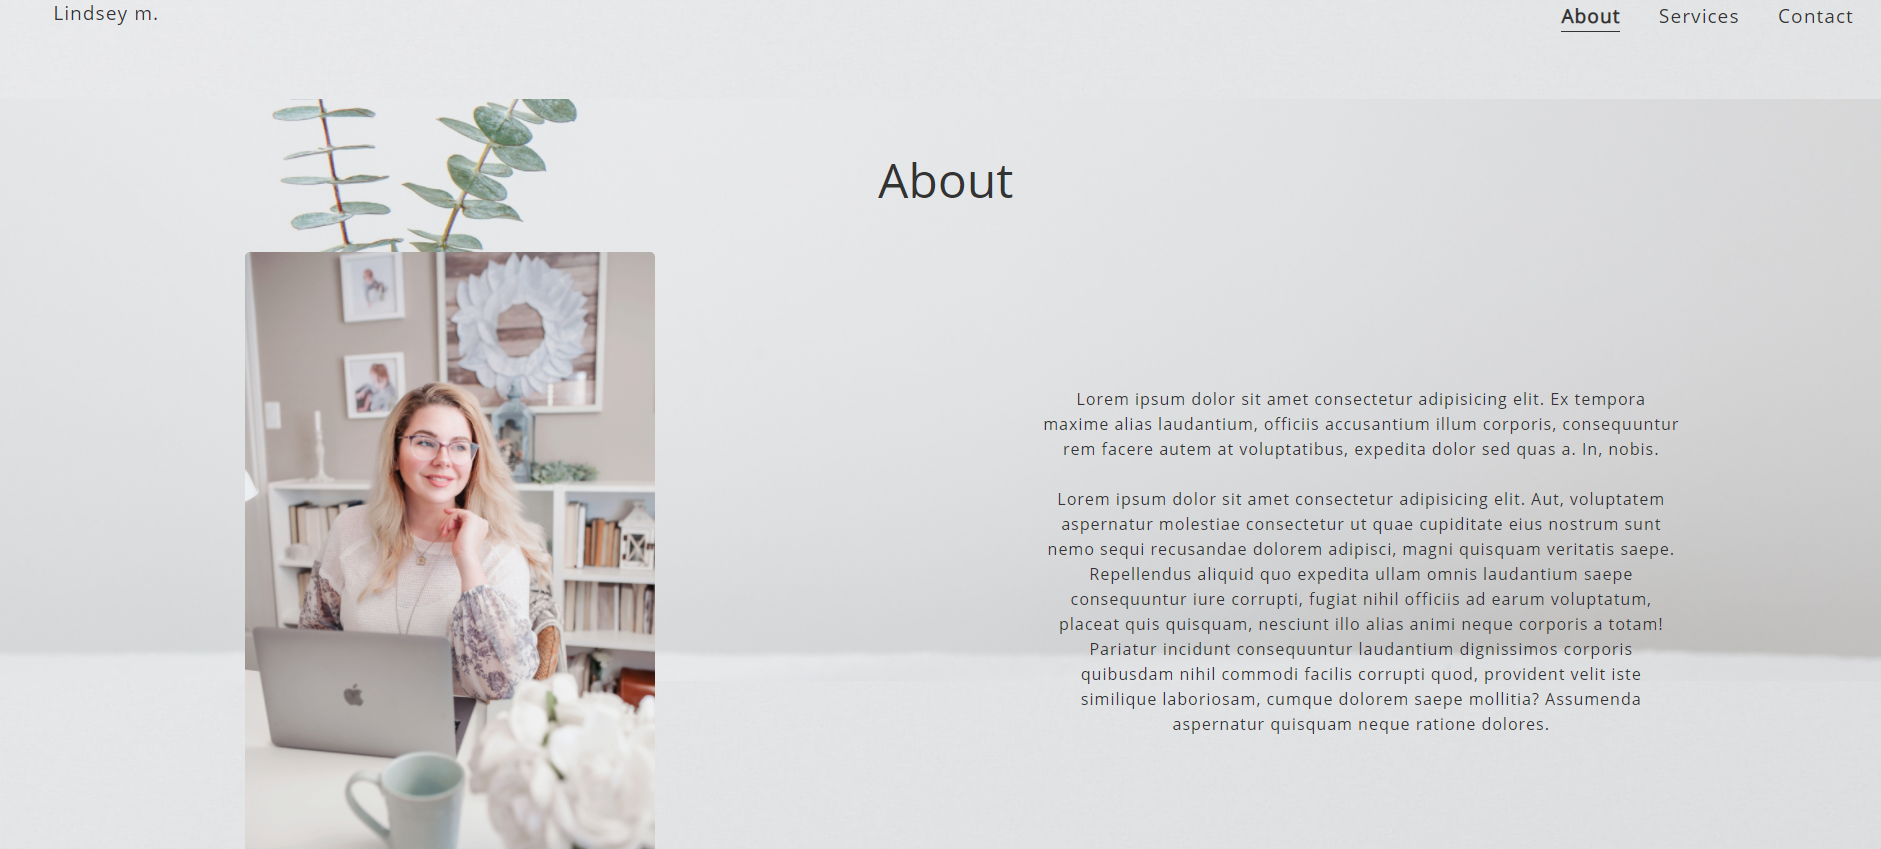 Lindsey m.
About
Services
Contact
About
Lorem ipsum dolor sit amet consectetur adipisicing elit. Ex tempora
maxime alias laudantium, officiis accusantium illum corporis, consequuntur
rem facere autem at voluptatibus, expedita dolor sed quas a. In, nobis.
Lorem ipsum dolor sit amet consectetur adipisicing elit. Aut, voluptatem
aspernatur molestiae consectetur ut quae cupiditate eius nostrum sunt
nemo sequi recusandae dolorem adipisci, magni quisquam veritatis saepe.
Repellendus aliquid quo expedita ullam omnis laudantium saepe
consequuntur iure corrupti, fugiat nihil officiis ad earum voluptatum,
placeat quis quisquam, nesciunt illo alias animi neque corporis a totam!
Pariatur incidunt consequuntur laudantium dignissimos corporis
quibusdam nihil commodi facilis corrupti quod, provident velit iste
similique laboriosam, cumque dolorem saepe mollitia? Assumenda
aspernatur quisquam neque ratione dolores.